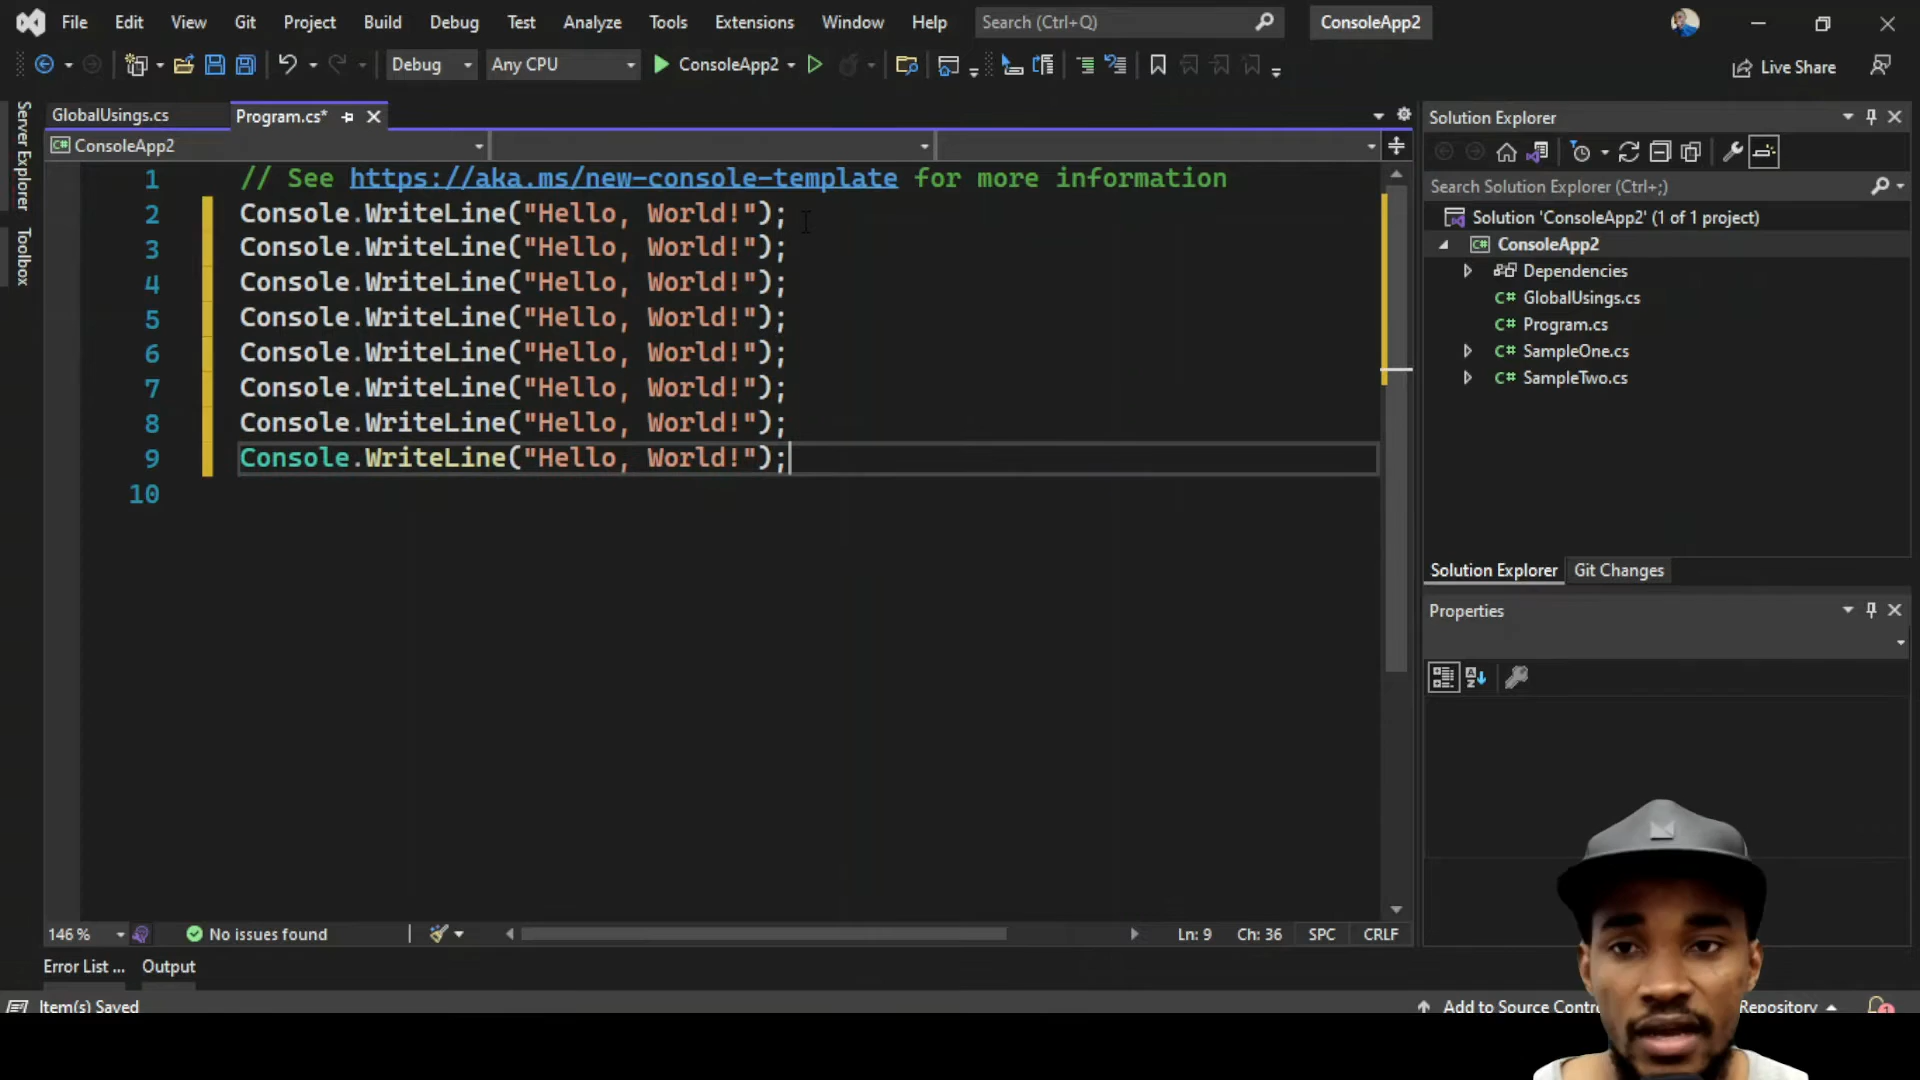 File Edit View Git Project Build Debug Test Analyze Tools Extensions Window Help Search (Ctrl+Q) ConsoleApp2
Debug Any CPU ConsoleApp2 Live Share
Server Explorer
Toolbox
GlobalUsings.cs Program.cs*
ConsoleApp2
1 // See https://aka.ms/new-console-template for more information
2 Console.WriteLine("Hello, World!");
3 Console.WriteLine("Hello, World!");
4 Console.WriteLine("Hello, World!");
5 Console.WriteLine("Hello, World!");
6 Console.WriteLine("Hello, World!");
7 Console.WriteLine("Hello, World!");
8 Console.WriteLine("Hello, World!");
9 Console.WriteLine("Hello, World!");
10
Solution Explorer
Search Solution Explorer (Ctrl+;)
Solution 'ConsoleApp2' (1 of 1 project)
C# ConsoleApp2
Dependencies
C# GlobalUsings.cs
C# Program.cs
C# SampleOne.cs
C# SampleTwo.cs
Solution Explorer Git Changes
Properties
146 % No issues found Ln: 9 Ch: 36 SPC CRLF
Error List ... Output
Item(s) Saved Add to Source Contr Repository 1